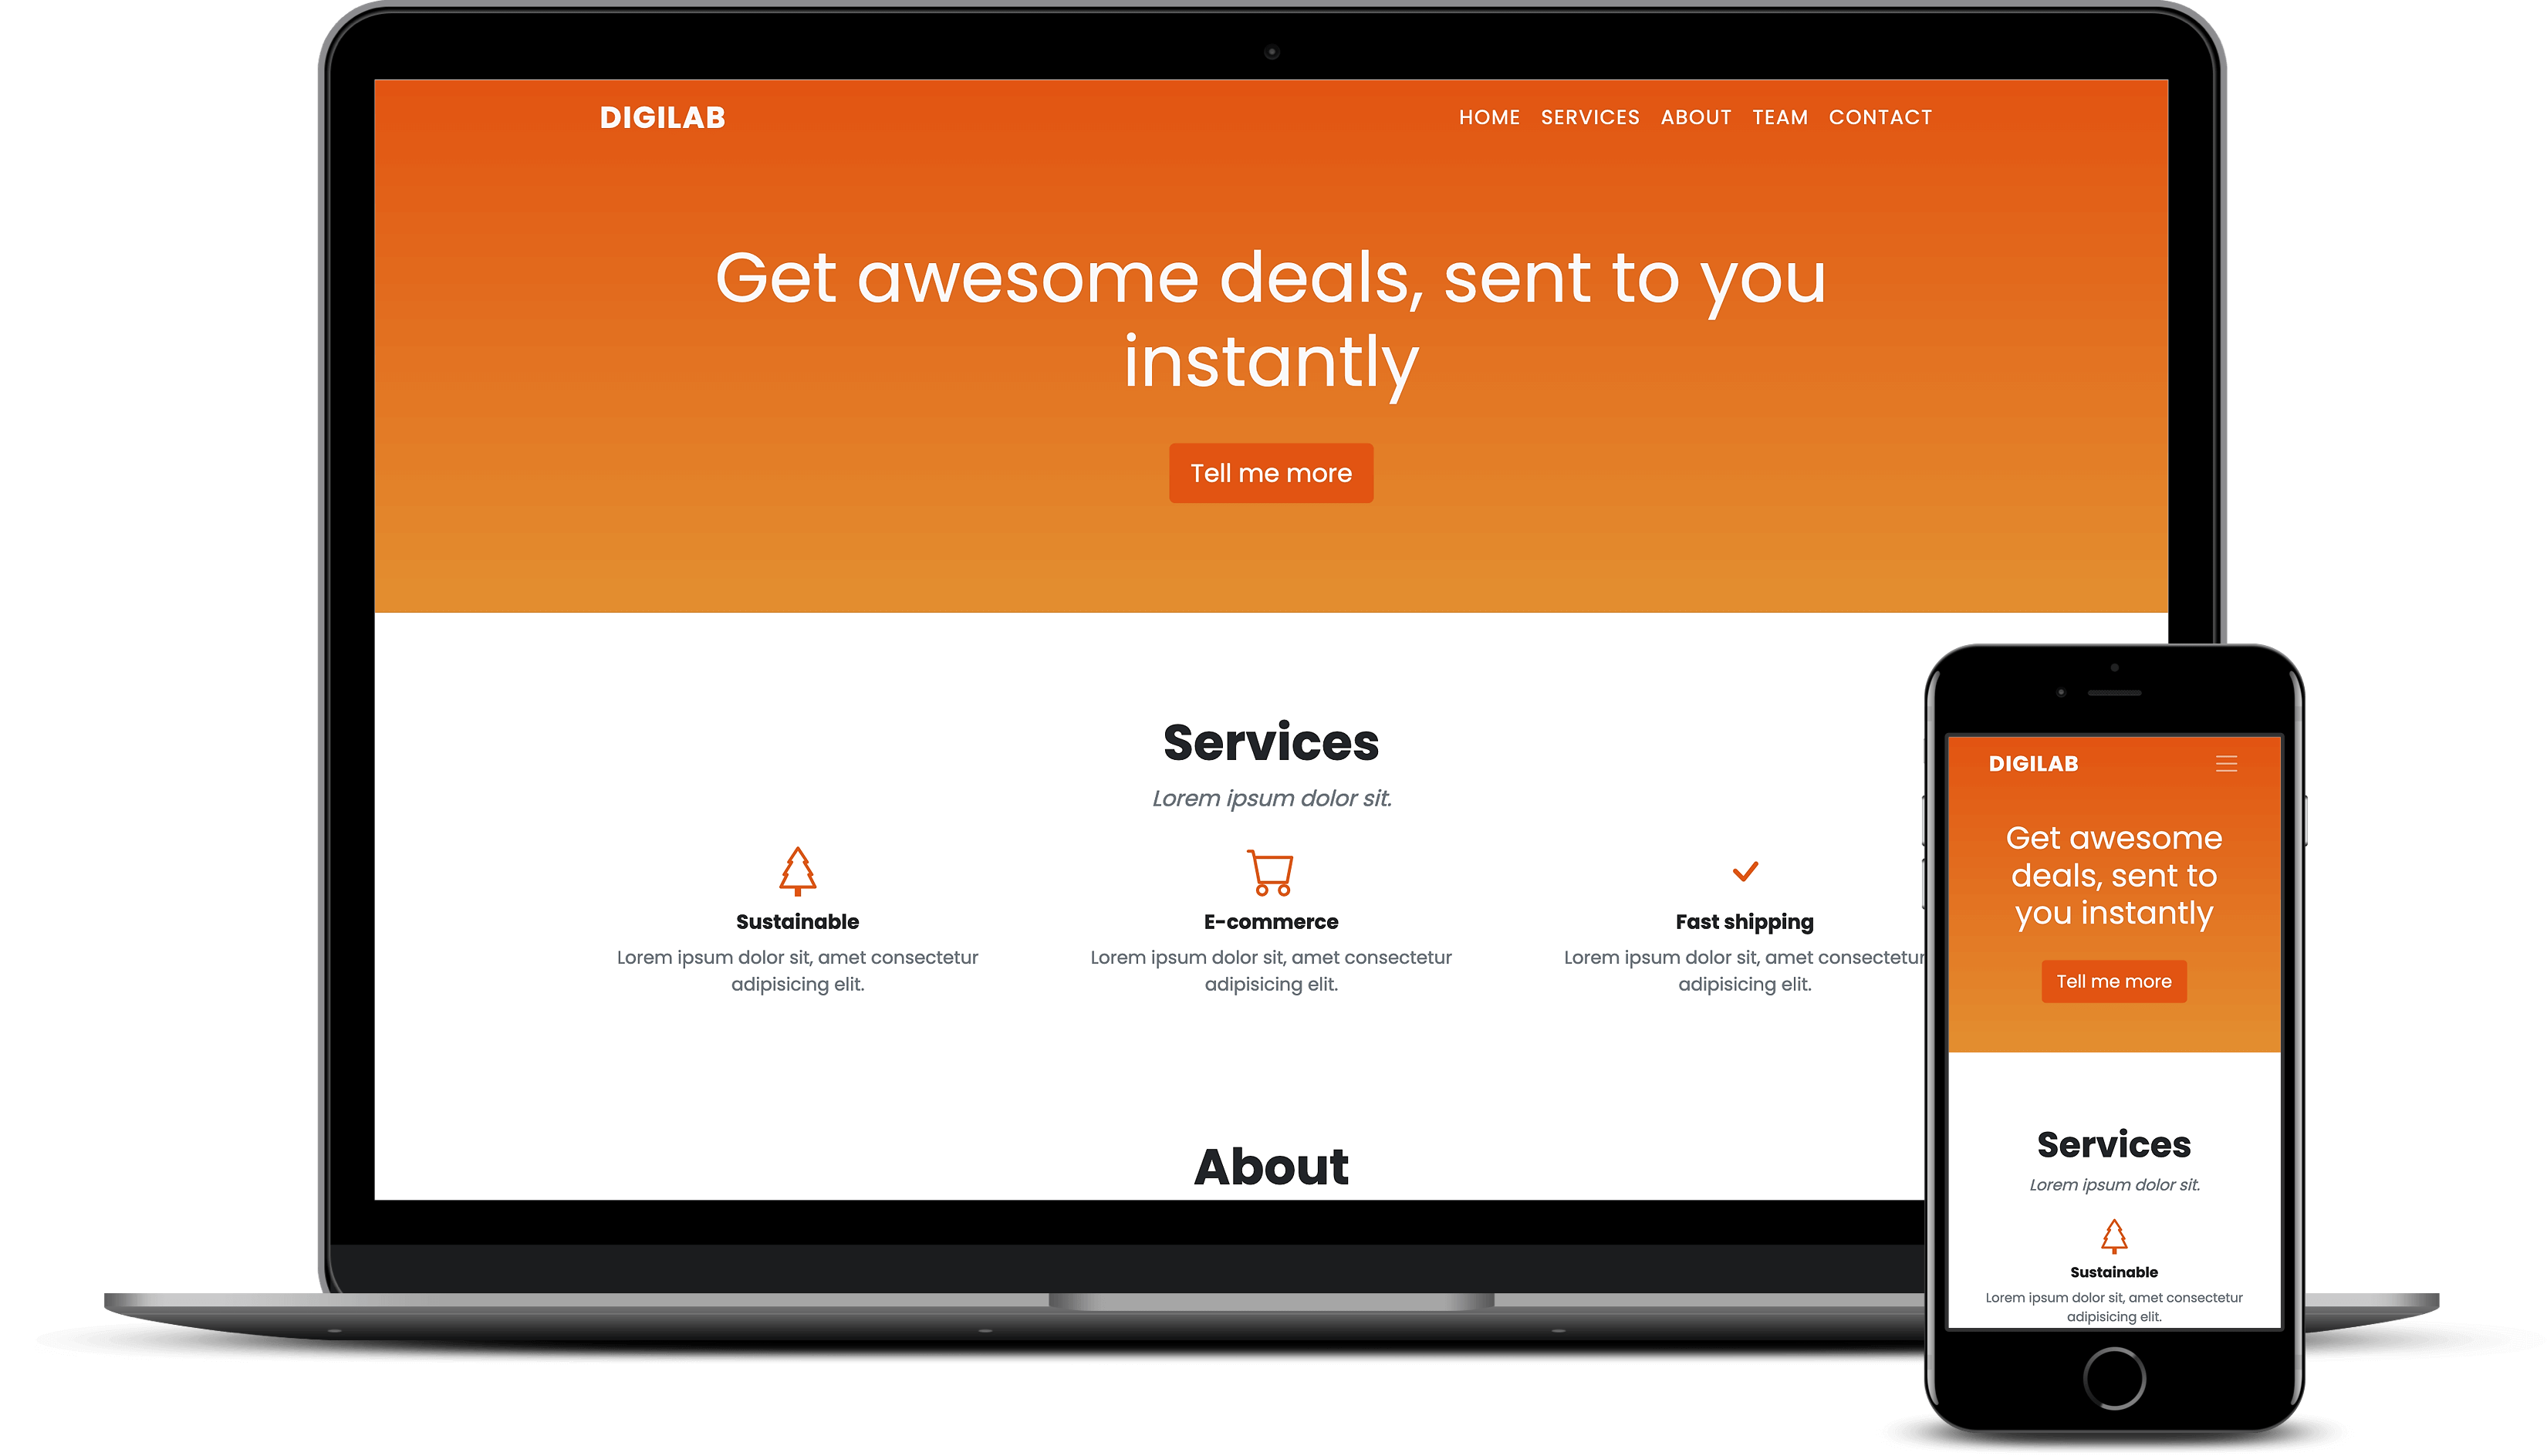 DIGILAB
HOME SERVICES ABOUT TEAM CONTACT
Get awesome deals, sent to you
instantly
Tell me more
Services
Lorem ipsum dolor sit.
Sustainable
Lorem ipsum dolor sit, amet consectetur
adipisicing elit.
E-commerce
Lorem ipsum dolor sit, amet consectetur
adipisicing elit.
Fast shipping
Lorem ipsum dolor sit, amet consectetur
adipisicing elit.
About
DIGILAB
Get awesome
deals, sent to
you instantly
Tell me more
Services
Lorem ipsum dolor sit.
Sustainable
Lorem ipsum dolor sit, amet consectetur
adipisicing elit.